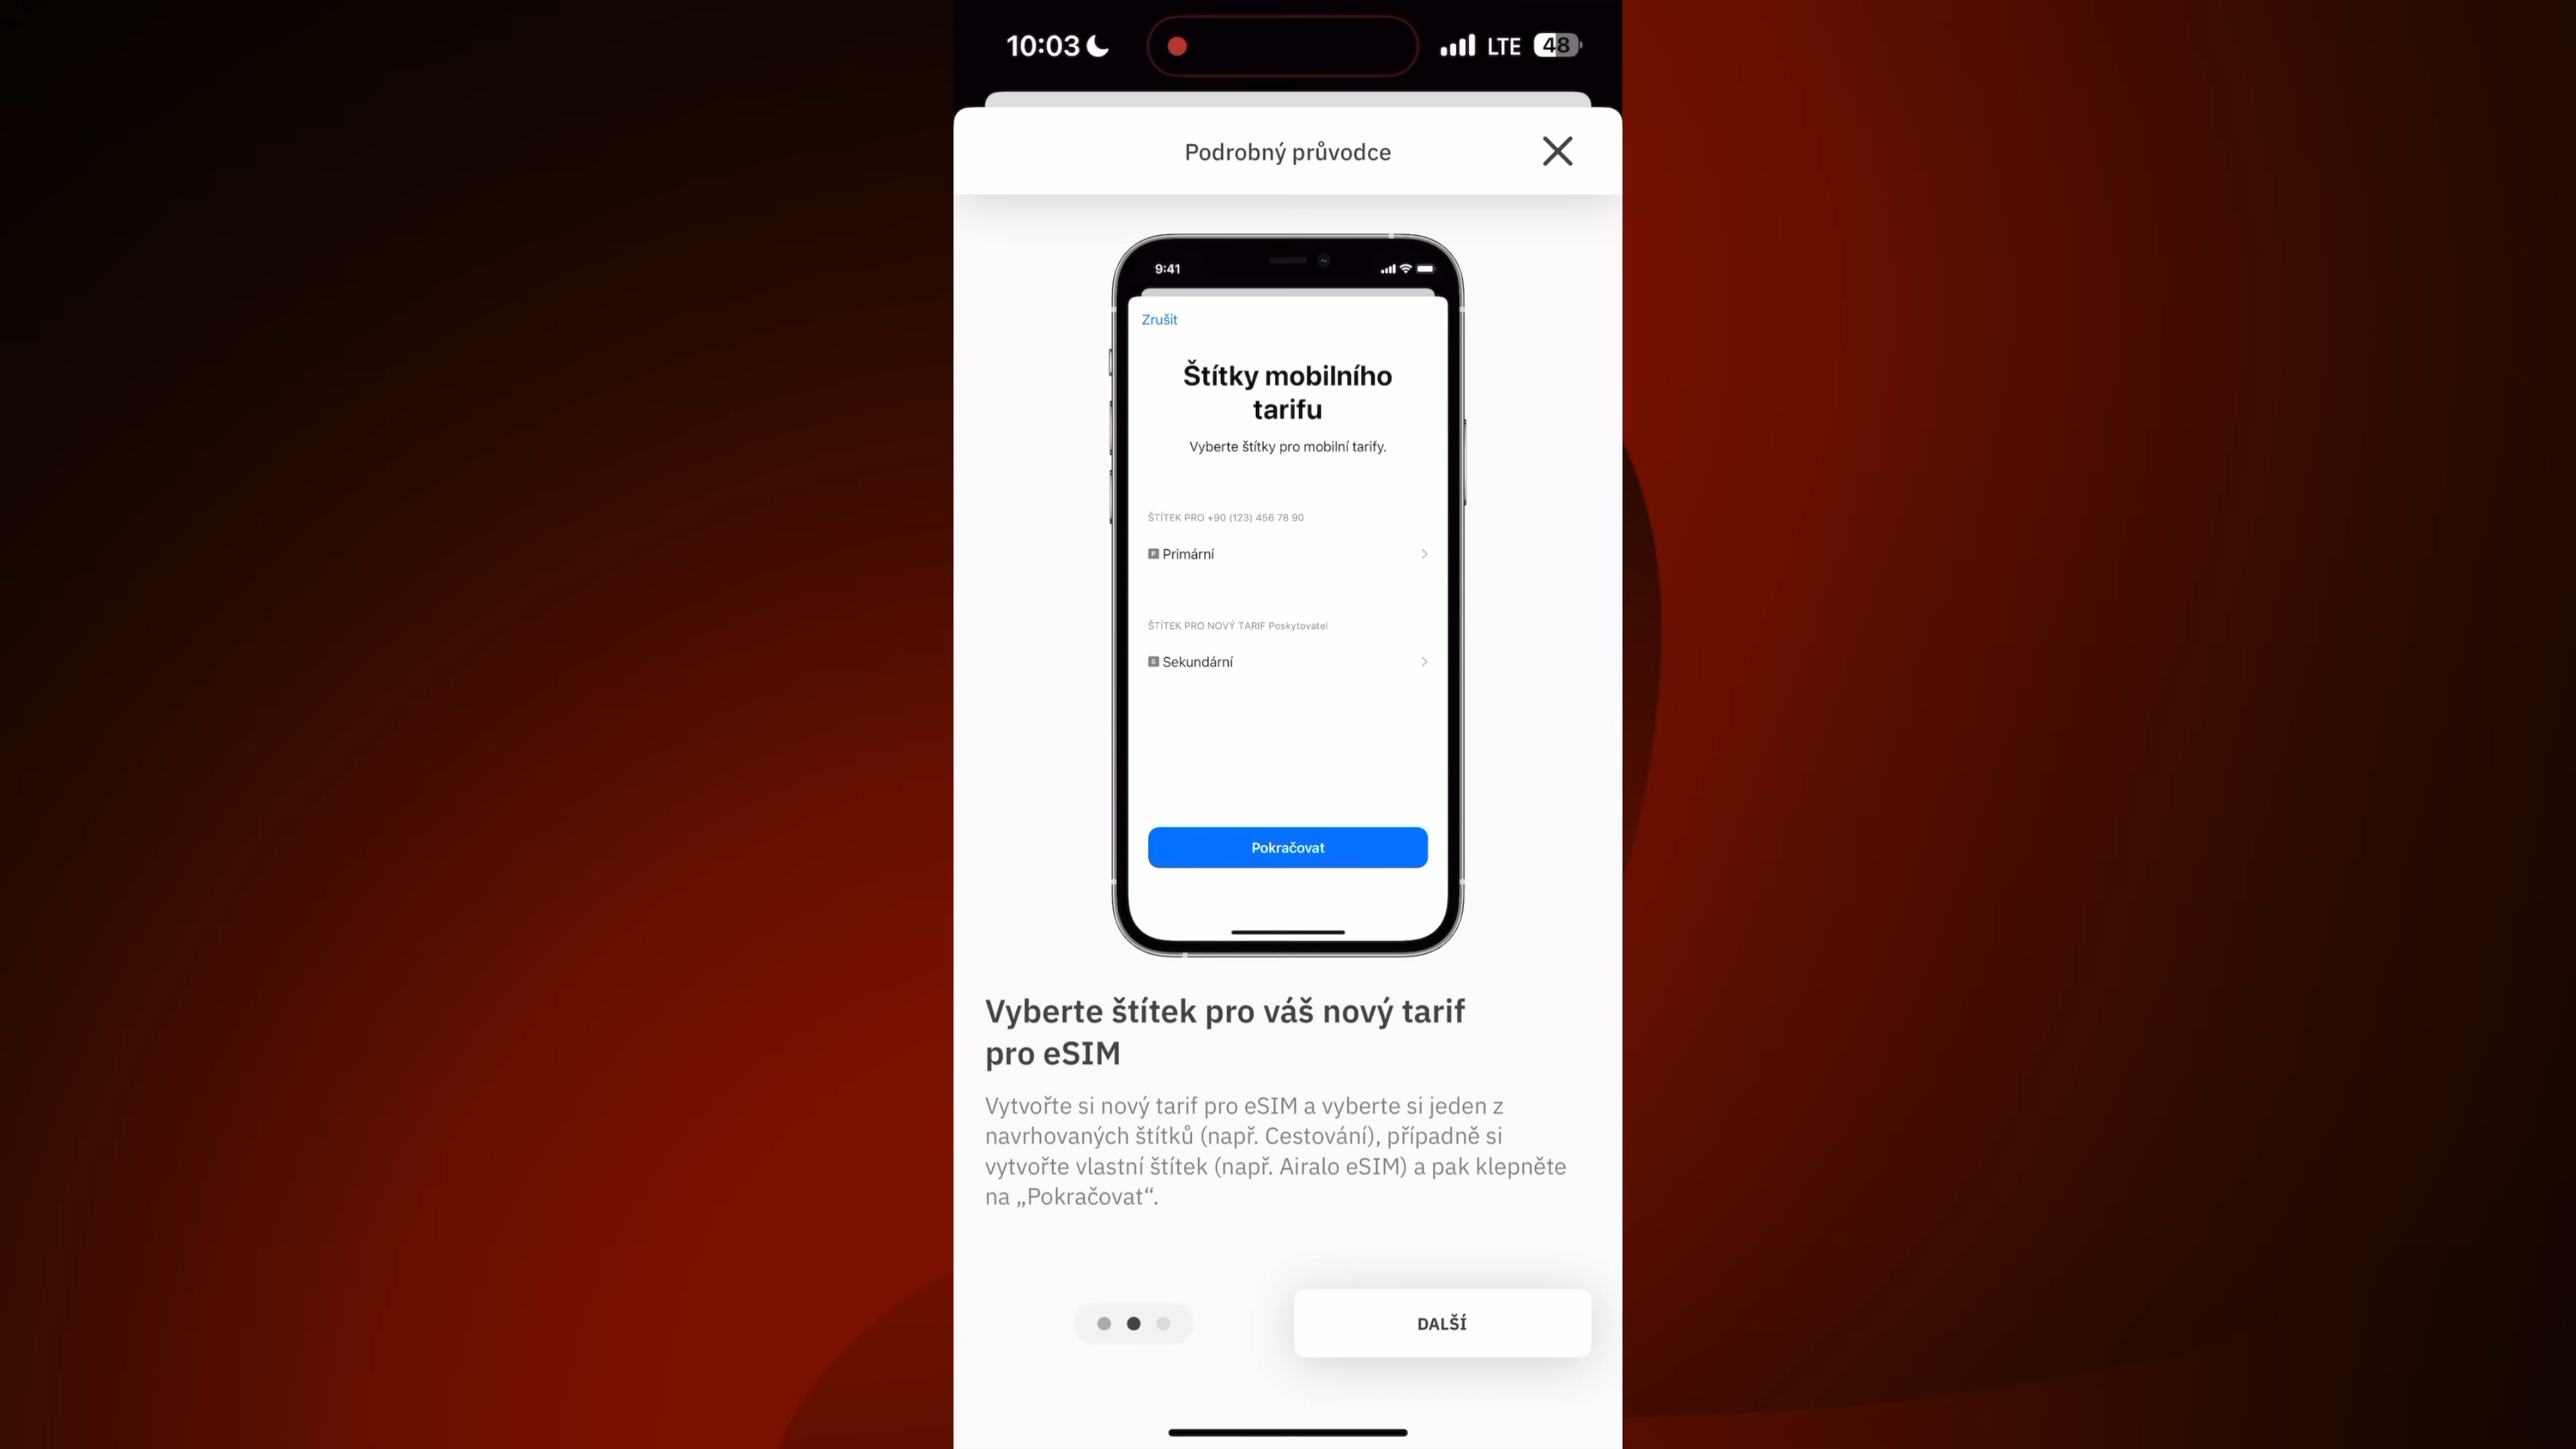 10:03
LTE
48
Podrobný průvodce
9:41
Zrušit
Štítky mobilního
tarifu
Vyberte štítky pro mobilní tarify.
ŠTÍTEK PRO +90 (123) 456 78 90
P Primární
ŠTÍTEK PRO NOVÝ TARIF Poskytovatel
S Sekundární
Pokračovat
Vyberte štítek pro váš nový tarif
pro eSIM
Vytvořte si nový tarif pro eSIM a vyberte si jeden z
navrhovaných štítků (např. Cestování), případně si
vytvořte vlastní štítek (např. Airalo eSIM) a pak klepněte
na „Pokračovat“.
DALŠÍ